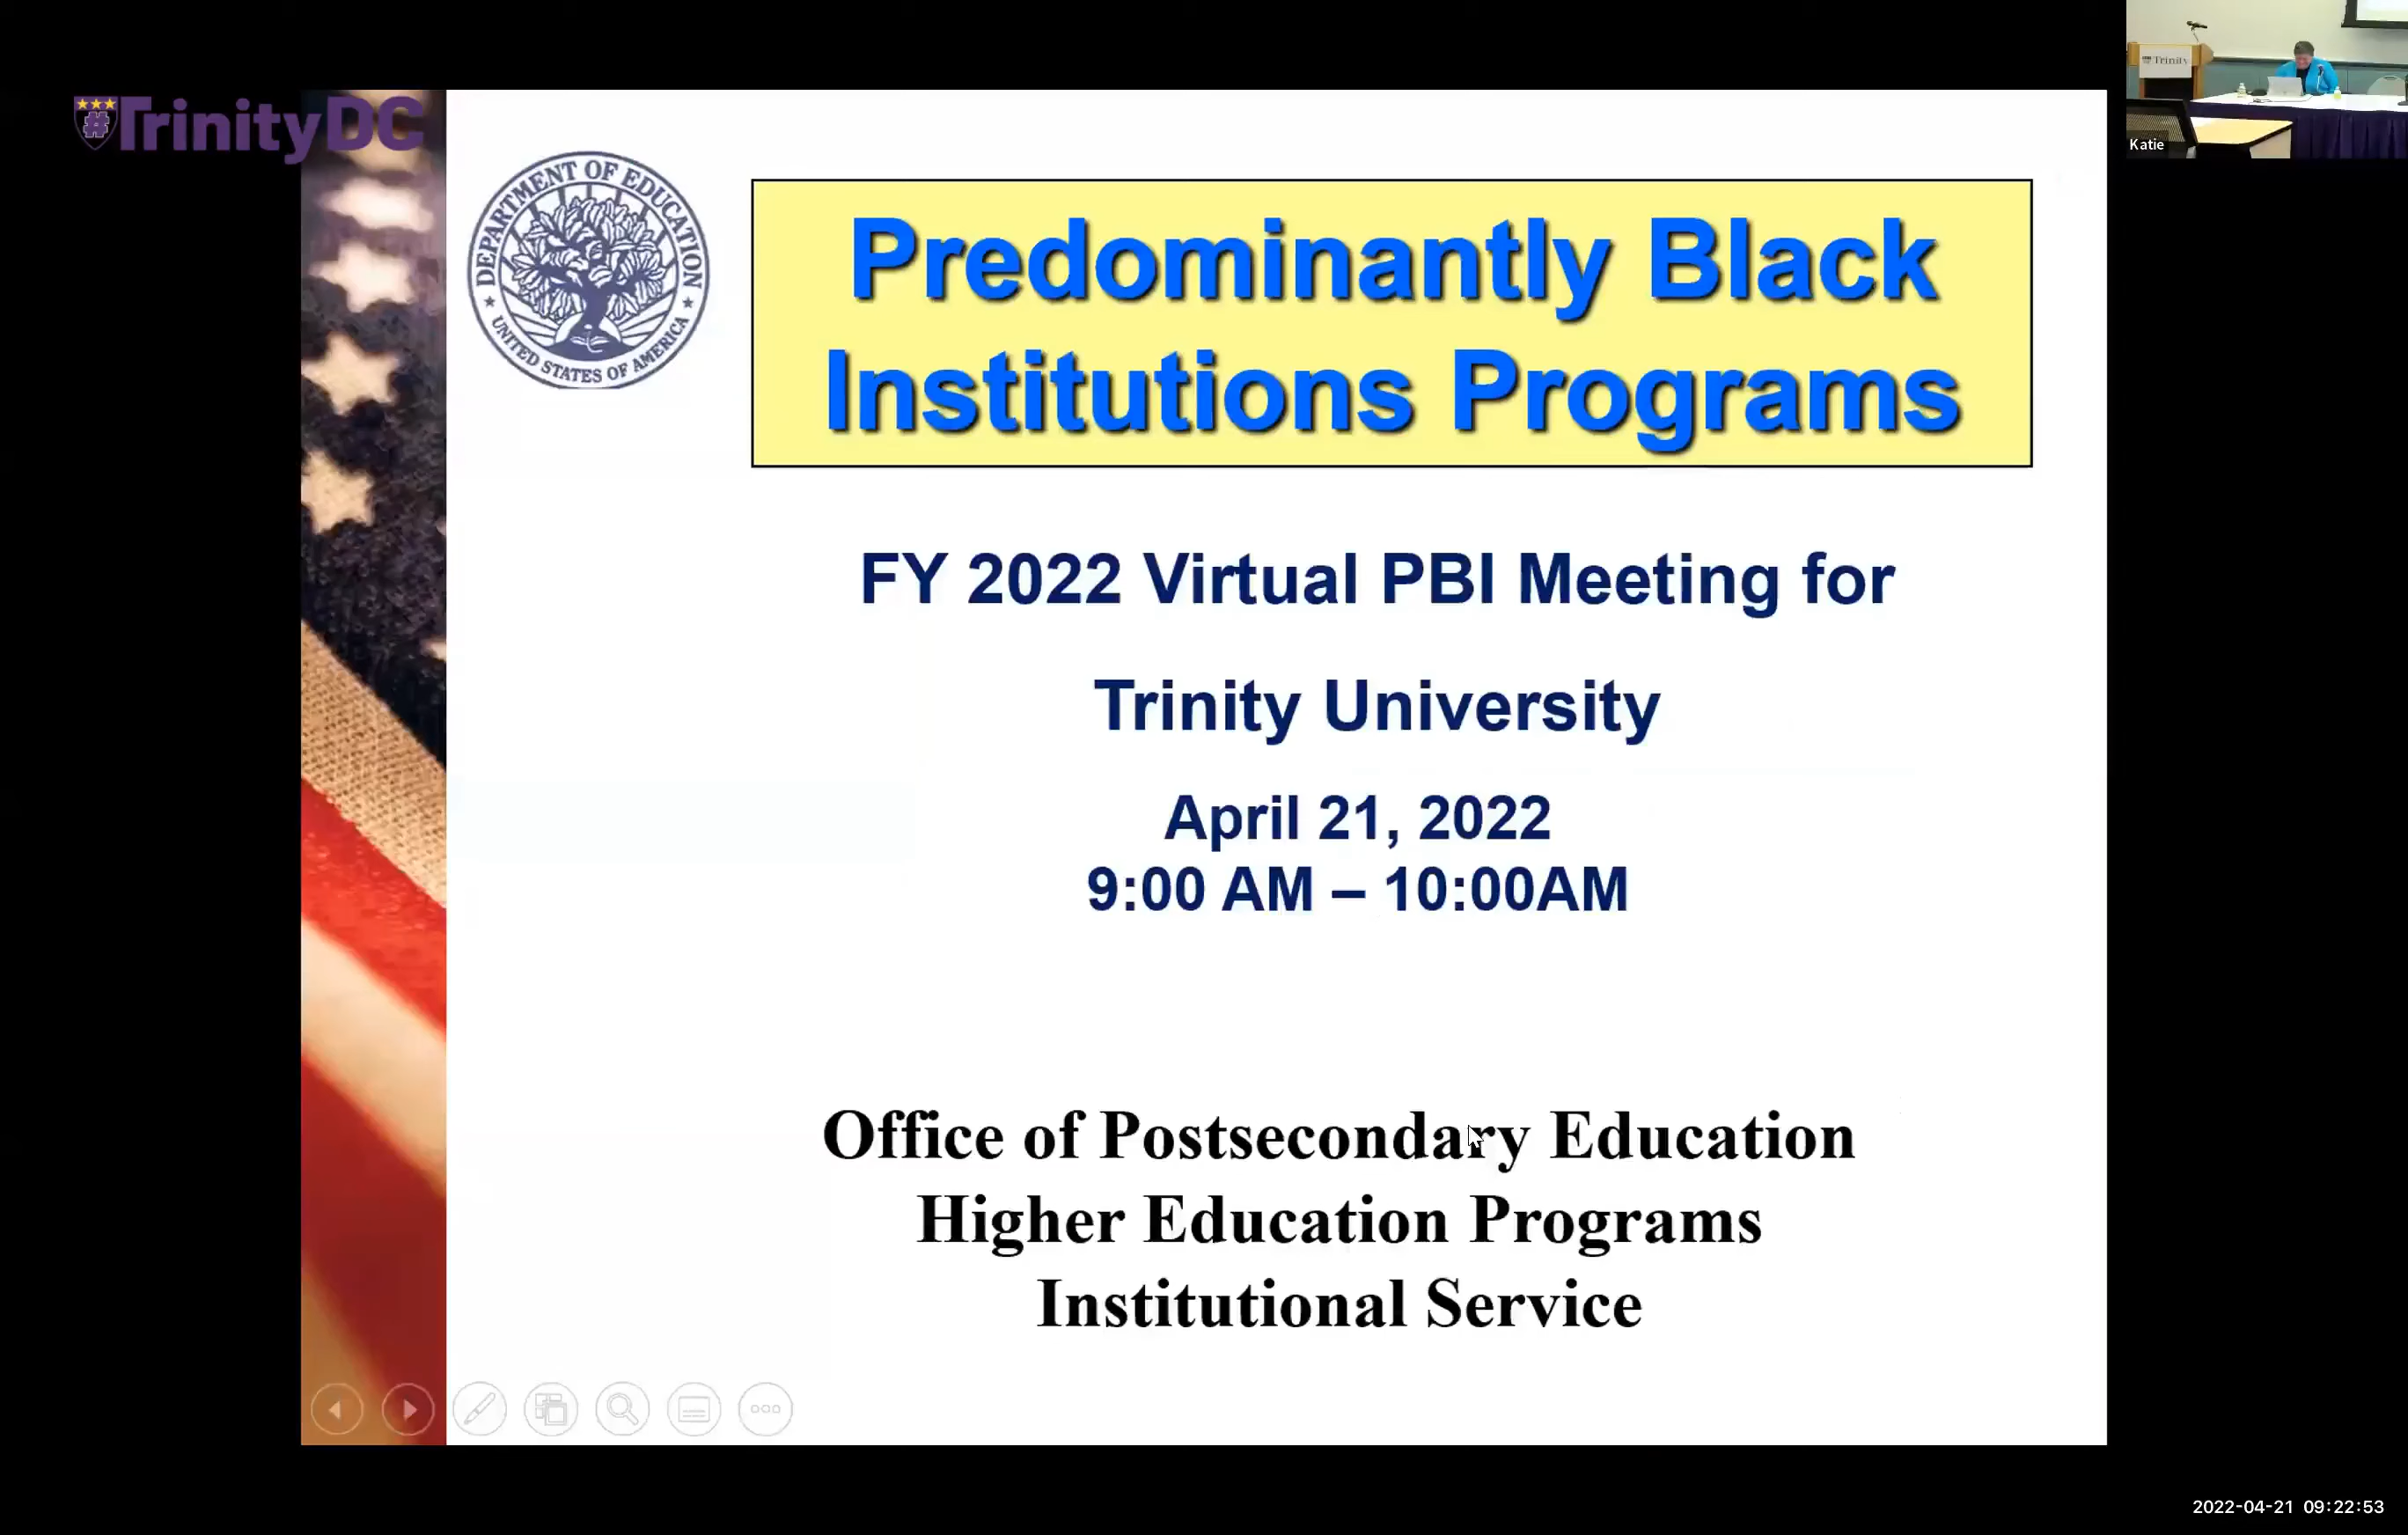 TrinityDC
DEPARTMENT OF EDUCATION
UNITED STATES OF AMERICA
Predominantly Black
Institutions Programs
FY 2022 Virtual PBI Meeting for
Trinity University
April 21, 2022
9:00 AM – 10:00AM
Office of Postsecondary Education
Higher Education Programs
Institutional Service
Trinity
Katie
2022-04-21 09:22:53